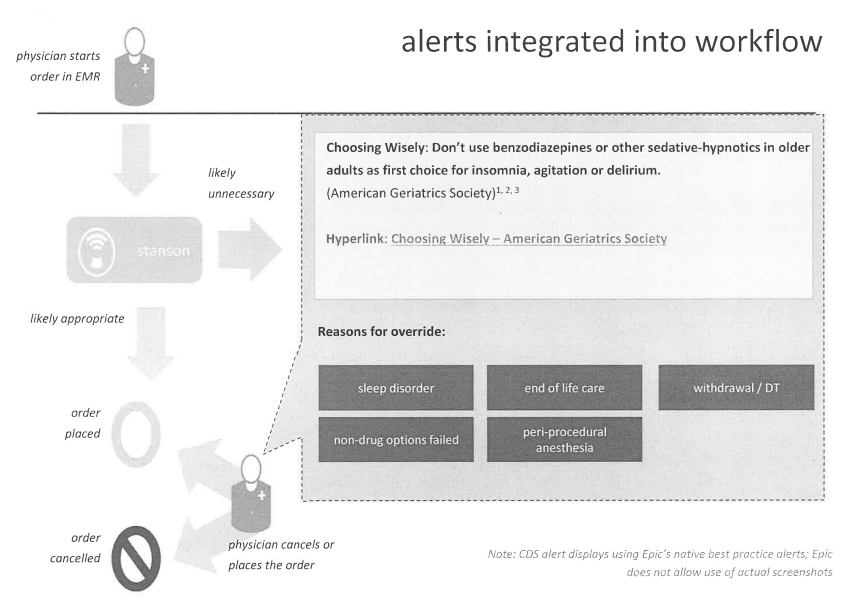 alerts integrated into workflow
physician starts
order in EMR
likely
unnecessary
stanson
likely appropriate
order
placed
order
cancelled
physician cancels or
places the order
Choosing Wisely: Don't use benzodiazepines or other sedative-hypnotics in older
adults as first choice for insomnia, agitation or delirium.
(American Geriatrics Society)1, 2, 3
Hyperlink: Choosing Wisely – American Geriatrics Society
Reasons for override:
sleep disorder
end of life care
withdrawal / DT
non-drug options failed
peri-procedural
anesthesia
Note: CDS alert displays using Epic's native best practice alerts; Epic
does not allow use of actual screenshots